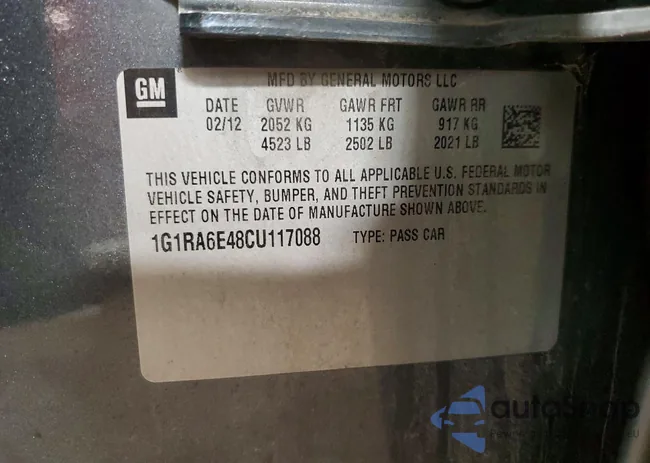 GM
MFD BY GENERAL MOTORS LLC
DATE GVWR GAWR FRT GAWR RR
02/12 2052 KG 1135 KG 917 KG
4523 LB 2502 LB 2021 LB
THIS VEHICLE CONFORMS TO ALL APPLICABLE U.S. FEDERAL MOTOR
VEHICLE SAFETY, BUMPER, AND THEFT PREVENTION STANDARDS IN
EFFECT ON THE DATE OF MANUFACTURE SHOWN ABOVE.
1G1RA6E48CU117088 TYPE: PASS CAR